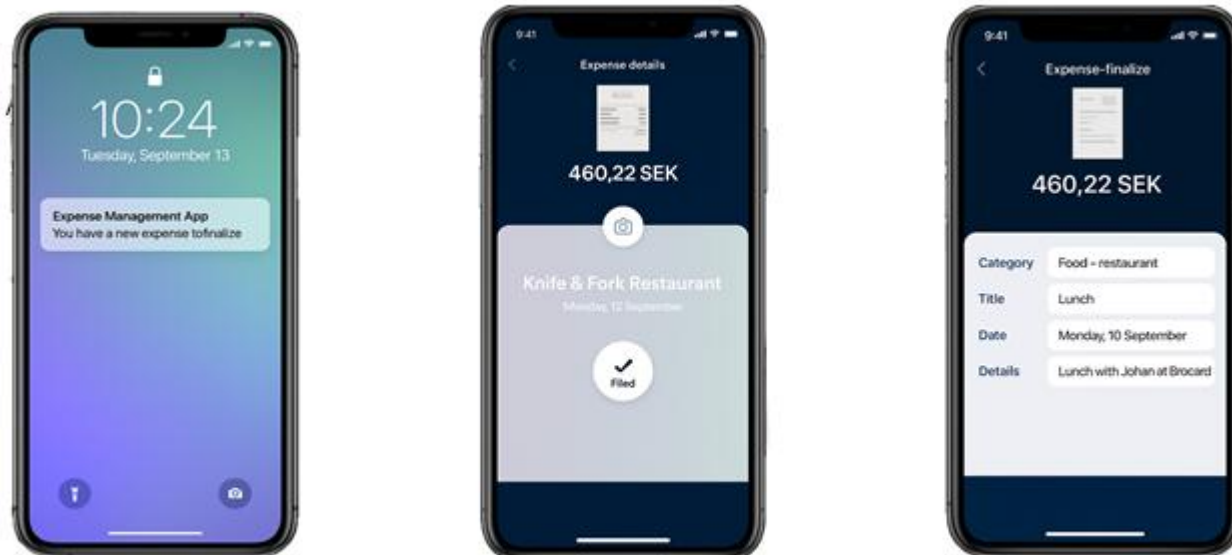 10:24
Tuesday, September 13
Expense Management App
You have a new expense tofinalize
9:41
Expense details
460,22 SEK
Knife & Fork Restaurant
Monday, 12 September
Filed
9:41
Expense-finalize
460,22 SEK
Category Food - restaurant
Title Lunch
Date Monday, 10 September
Details Lunch with Johan at Brocard